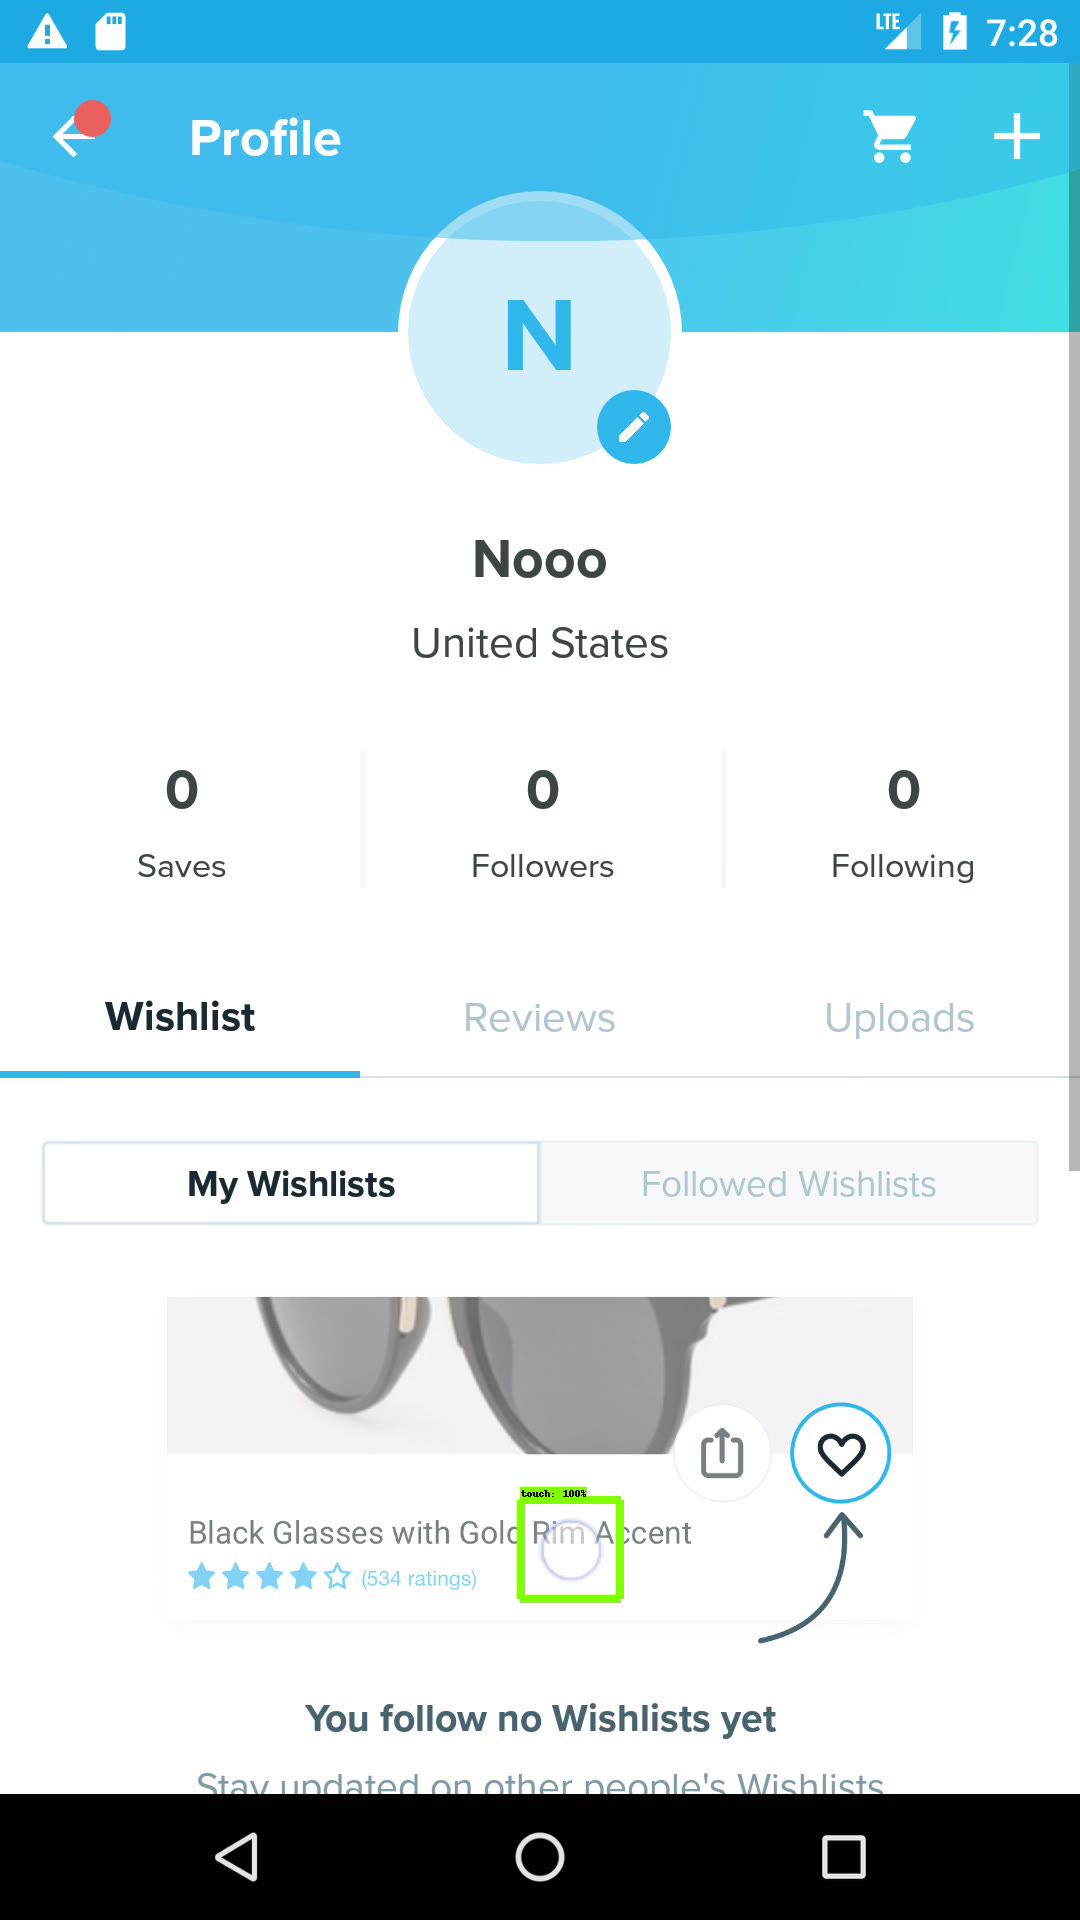 LTE 7:28
Profile
N
Nooo
United States
0 0 0
Saves Followers Following
Wishlist Reviews Uploads
My Wishlists Followed Wishlists
touch: 100%
Black Glasses with Gold Rim Accent
(534 ratings)
You follow no Wishlists yet
Stay updated on other people's Wishlists